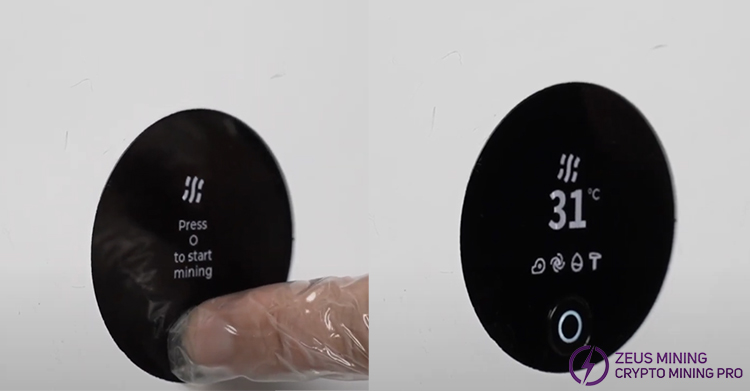 Press
O
to start
mining
31 °C
ZEUS MINING
CRYPTO MINING PRO